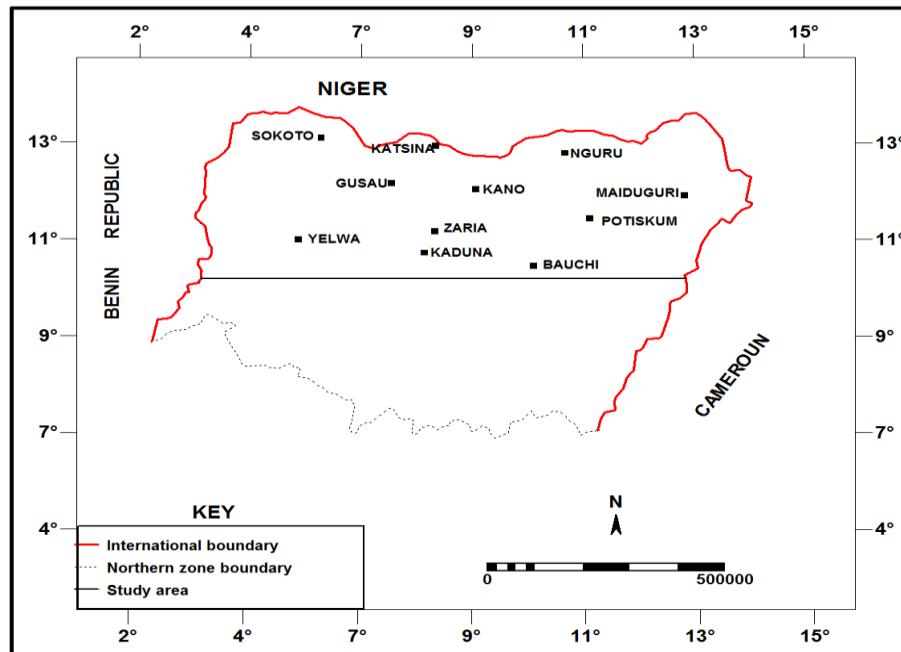 2° 4° 7° 9° 11° 13° 15°
NIGER
13° 13°
SOKOTO
KATSINA
NGURU
GUSAU
KANO
MAIDUGURI
BENIN REPUBLIC
POTISKUM
ZARIA
11° 11°
YELWA
KADUNA
BAUCHI
9° 9°
CAMEROUN
7° 7°
KEY
N
4° 4°
International boundary
Northern zone boundary
Study area
0 500000
2° 4° 7° 9° 11° 13° 15°